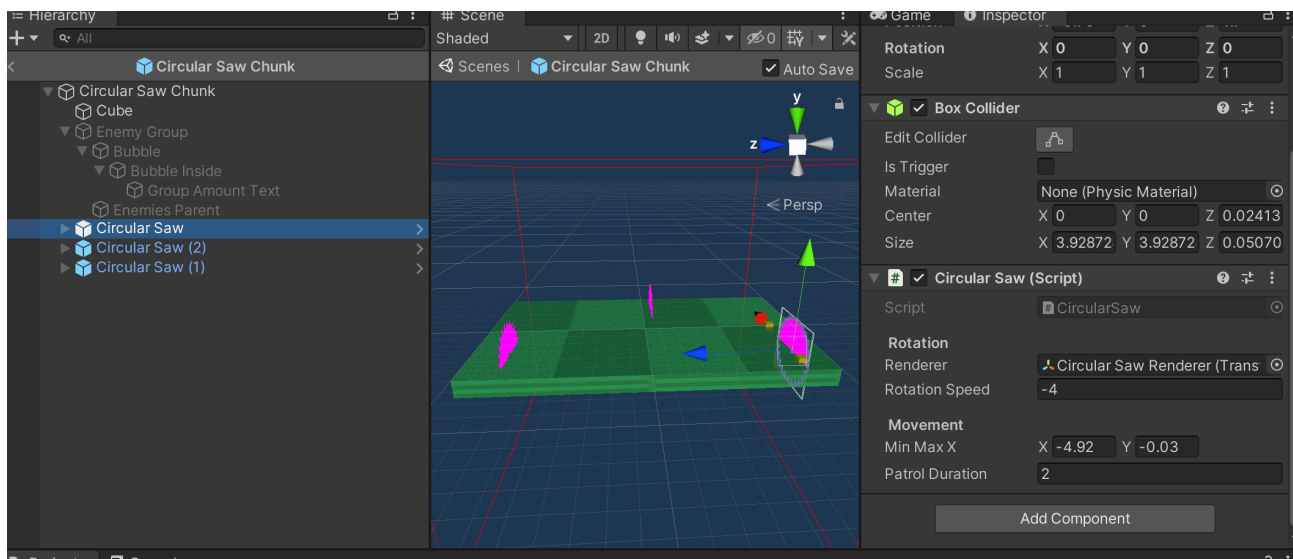 Hierarchy
# Scene
Game Inspector
All
Shaded 2D 0
Rotation X 0 Y 0 Z 0
Circular Saw Chunk
Scenes | Circular Saw Chunk Auto Save
Scale X 1 Y 1 Z 1
Circular Saw Chunk
Cube
Enemy Group
Bubble
Bubble Inside
Group Amount Text
Enemies Parent
Circular Saw
Circular Saw (2)
Circular Saw (1)
y
z
Persp
Box Collider
Edit Collider
Is Trigger
Material None (Physic Material)
Center X 0 Y 0 Z 0.02413
Size X 3.92872 Y 3.92872 Z 0.05070
# Circular Saw (Script)
Script # CircularSaw
Rotation
Renderer Circular Saw Renderer (Trans
Rotation Speed -4
Movement
Min Max X X -4.92 Y -0.03
Patrol Duration 2
Add Component